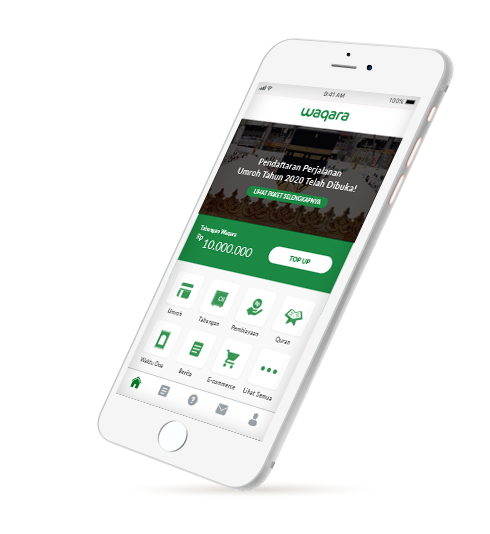 9:41 AM
100%
waqara
Pendaftaran Perjalanan
Umroh Tahun 2020 Telah Dibuka!
LIHAT PAKET SELENGKAPNYA
Tabungan Waqara
Rp 10.000.000
TOP UP
Umroh
Tabungan
Pembiayaan
Quran
Waktu Doa
Berita
E-commerce
Lihat Semua